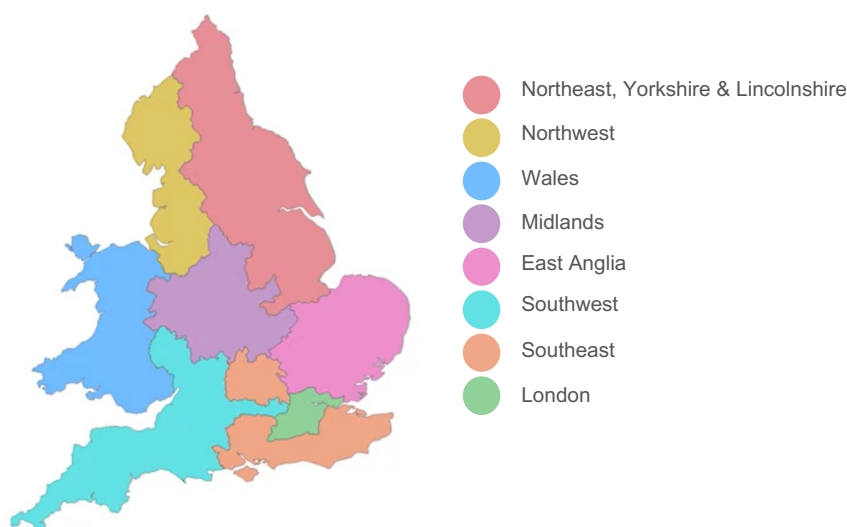 Northeast, Yorkshire & Lincolnshire
Northwest
Wales
Midlands
East Anglia
Southwest
Southeast
London